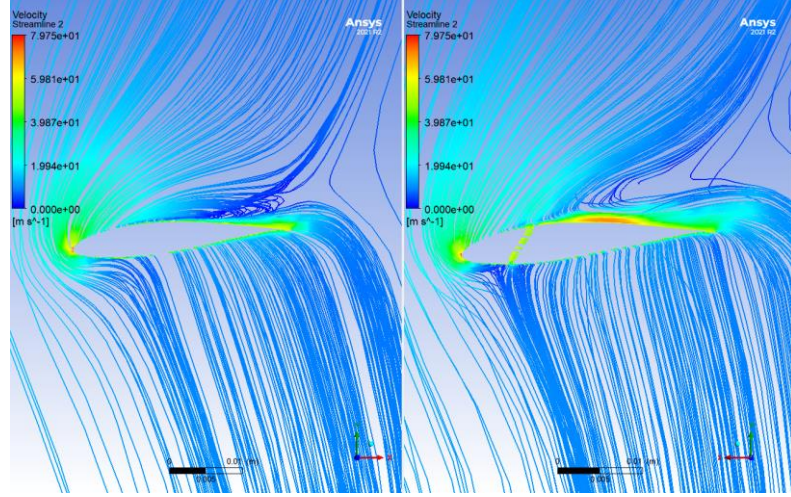 Velocity
Streamline 2
7.975e+01
5.981e+01
3.987e+01
1.994e+01
0.000e+00
[m s^-1]
Ansys
2021 R2
0
0.01 (m)
0.005
Velocity
Streamline 2
7.975e+01
5.981e+01
3.987e+01
1.994e+01
0.000e+00
[m s^-1]
Ansys
2021 R2
0
0.01 (m)
0.005